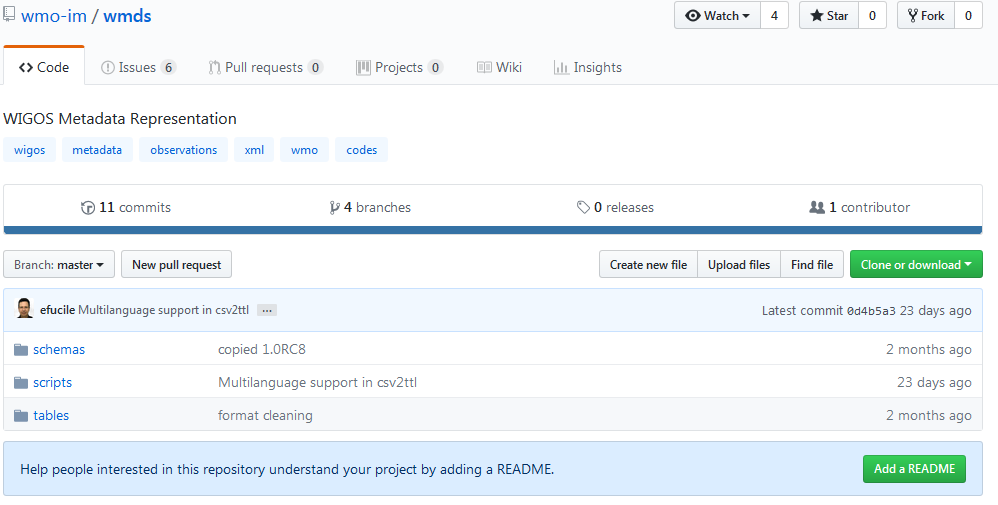 wmo-im / wmds
Watch 4 Star 0 Fork 0
Code Issues 6 Pull requests 0 Projects 0 Wiki Insights
WIGOS Metadata Representation
wigos metadata observations xml wmo codes
11 commits 4 branches 0 releases 1 contributor
Branch: master New pull request Create new file Upload files Find file Clone or download
efucile Multilanguage support in csv2ttl ... Latest commit 0d4b5a3 23 days ago
schemas copied 1.0RC8 2 months ago
scripts Multilanguage support in csv2ttl 23 days ago
tables format cleaning 2 months ago
Help people interested in this repository understand your project by adding a README. Add a README